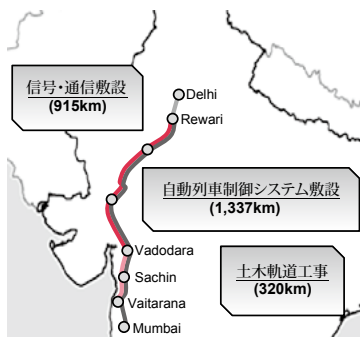 信号・通信敷設
(915km)
Delhi
Rewari
自動列車制御システム敷設
(1,337km)
Vadodara
土木軌道工事
(320km)
Sachin
Vaitarana
Mumbai